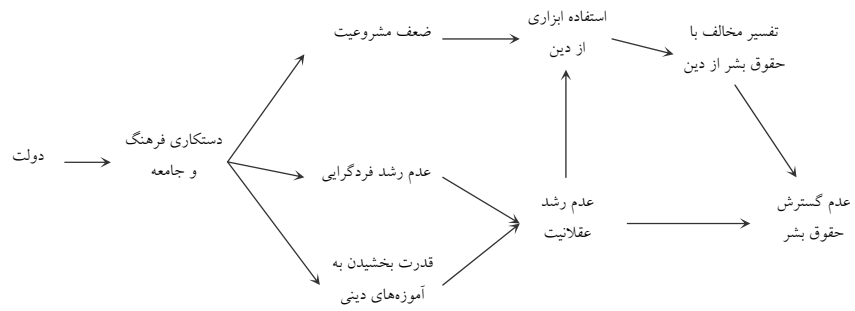 دولت
دستکاری فرهنگ
و جامعه
ضعف مشروعیت
عدم رشد فردگرایی
قدرت بخشیدن به
آموزه‌های دینی
استفاده ابزاری
از دین
عدم رشد
عقلانیت
تفسیر مخالف با
حقوق بشر از دین
عدم گسترش
حقوق بشر